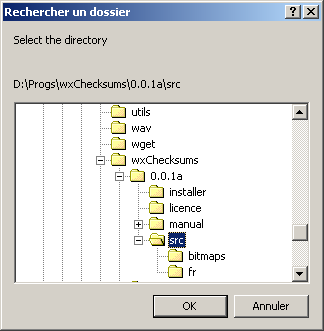 Rechercher un dossier
Select the directory
D:\Progs\wxChecksums\0.0.1a\src
utils
wav
wget
wxChecksums
0.0.1a
installer
licence
manual
src
bitmaps
fr
OK
Annuler